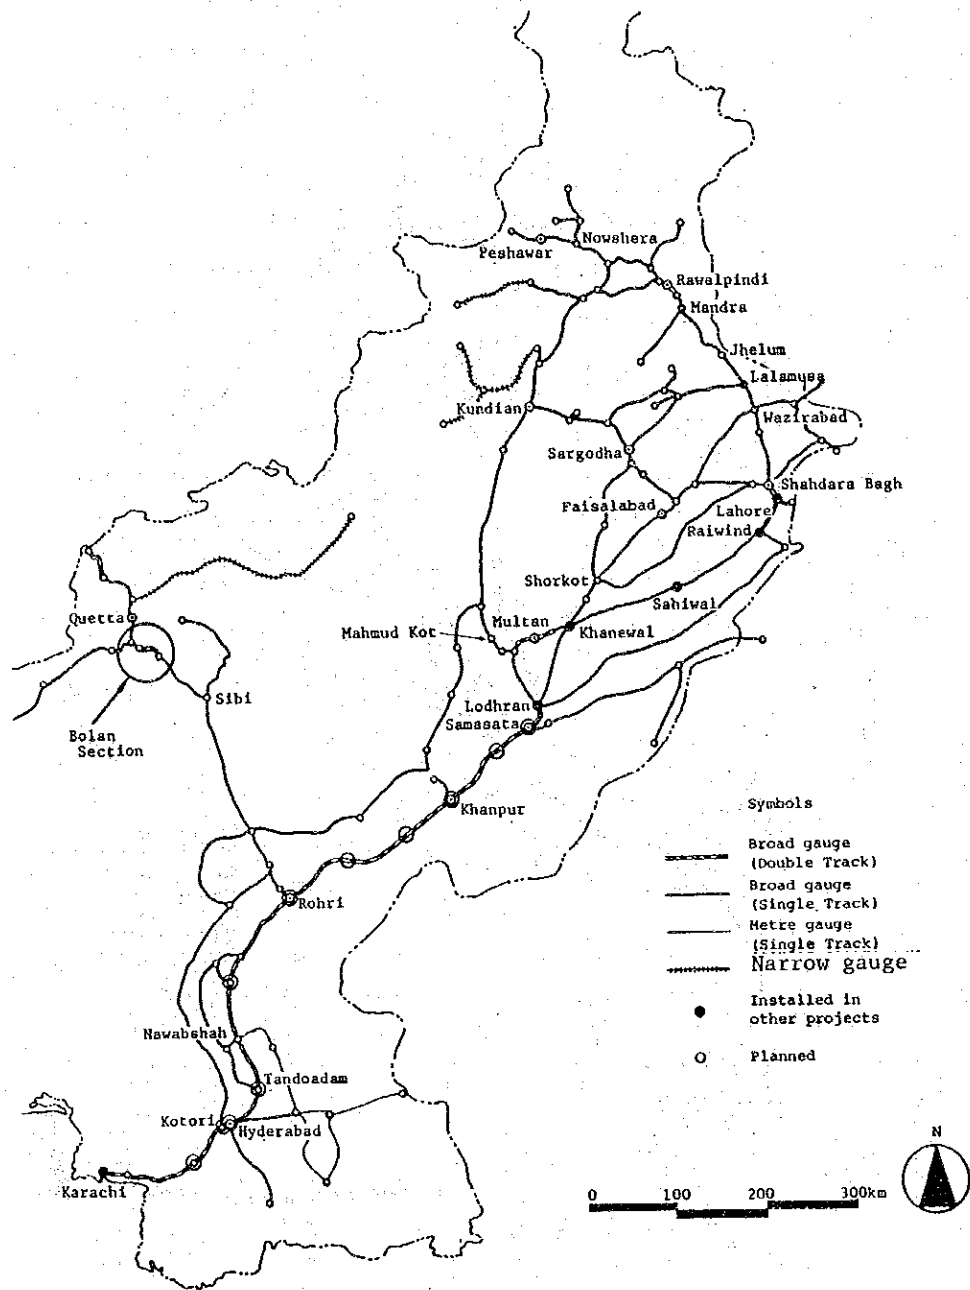 Nowshera
Peshawar
Rawalpindi
Mandra
Jhelum
Lalamusa
Kundian
Wazirabad
Sargodha
Shahdara Bagh
Faisalabad
Lahore
Raiwind
Shorkot
Sahiwal
Quetta
Multan
Mahmud Kot
Khanewal
Sibi
Lodhran
Samasata
Bolan
Section
Khanpur
Symbols
Broad gauge
(Double Track)
Broad gauge
(Single Track)
Metre gauge
(Single Track)
Narrow gauge
Installed in
other projects
Planned
Rohri
Nawabshah
Tandoadam
Kotori
Hyderabad
Karachi
N
0 100 200 300km